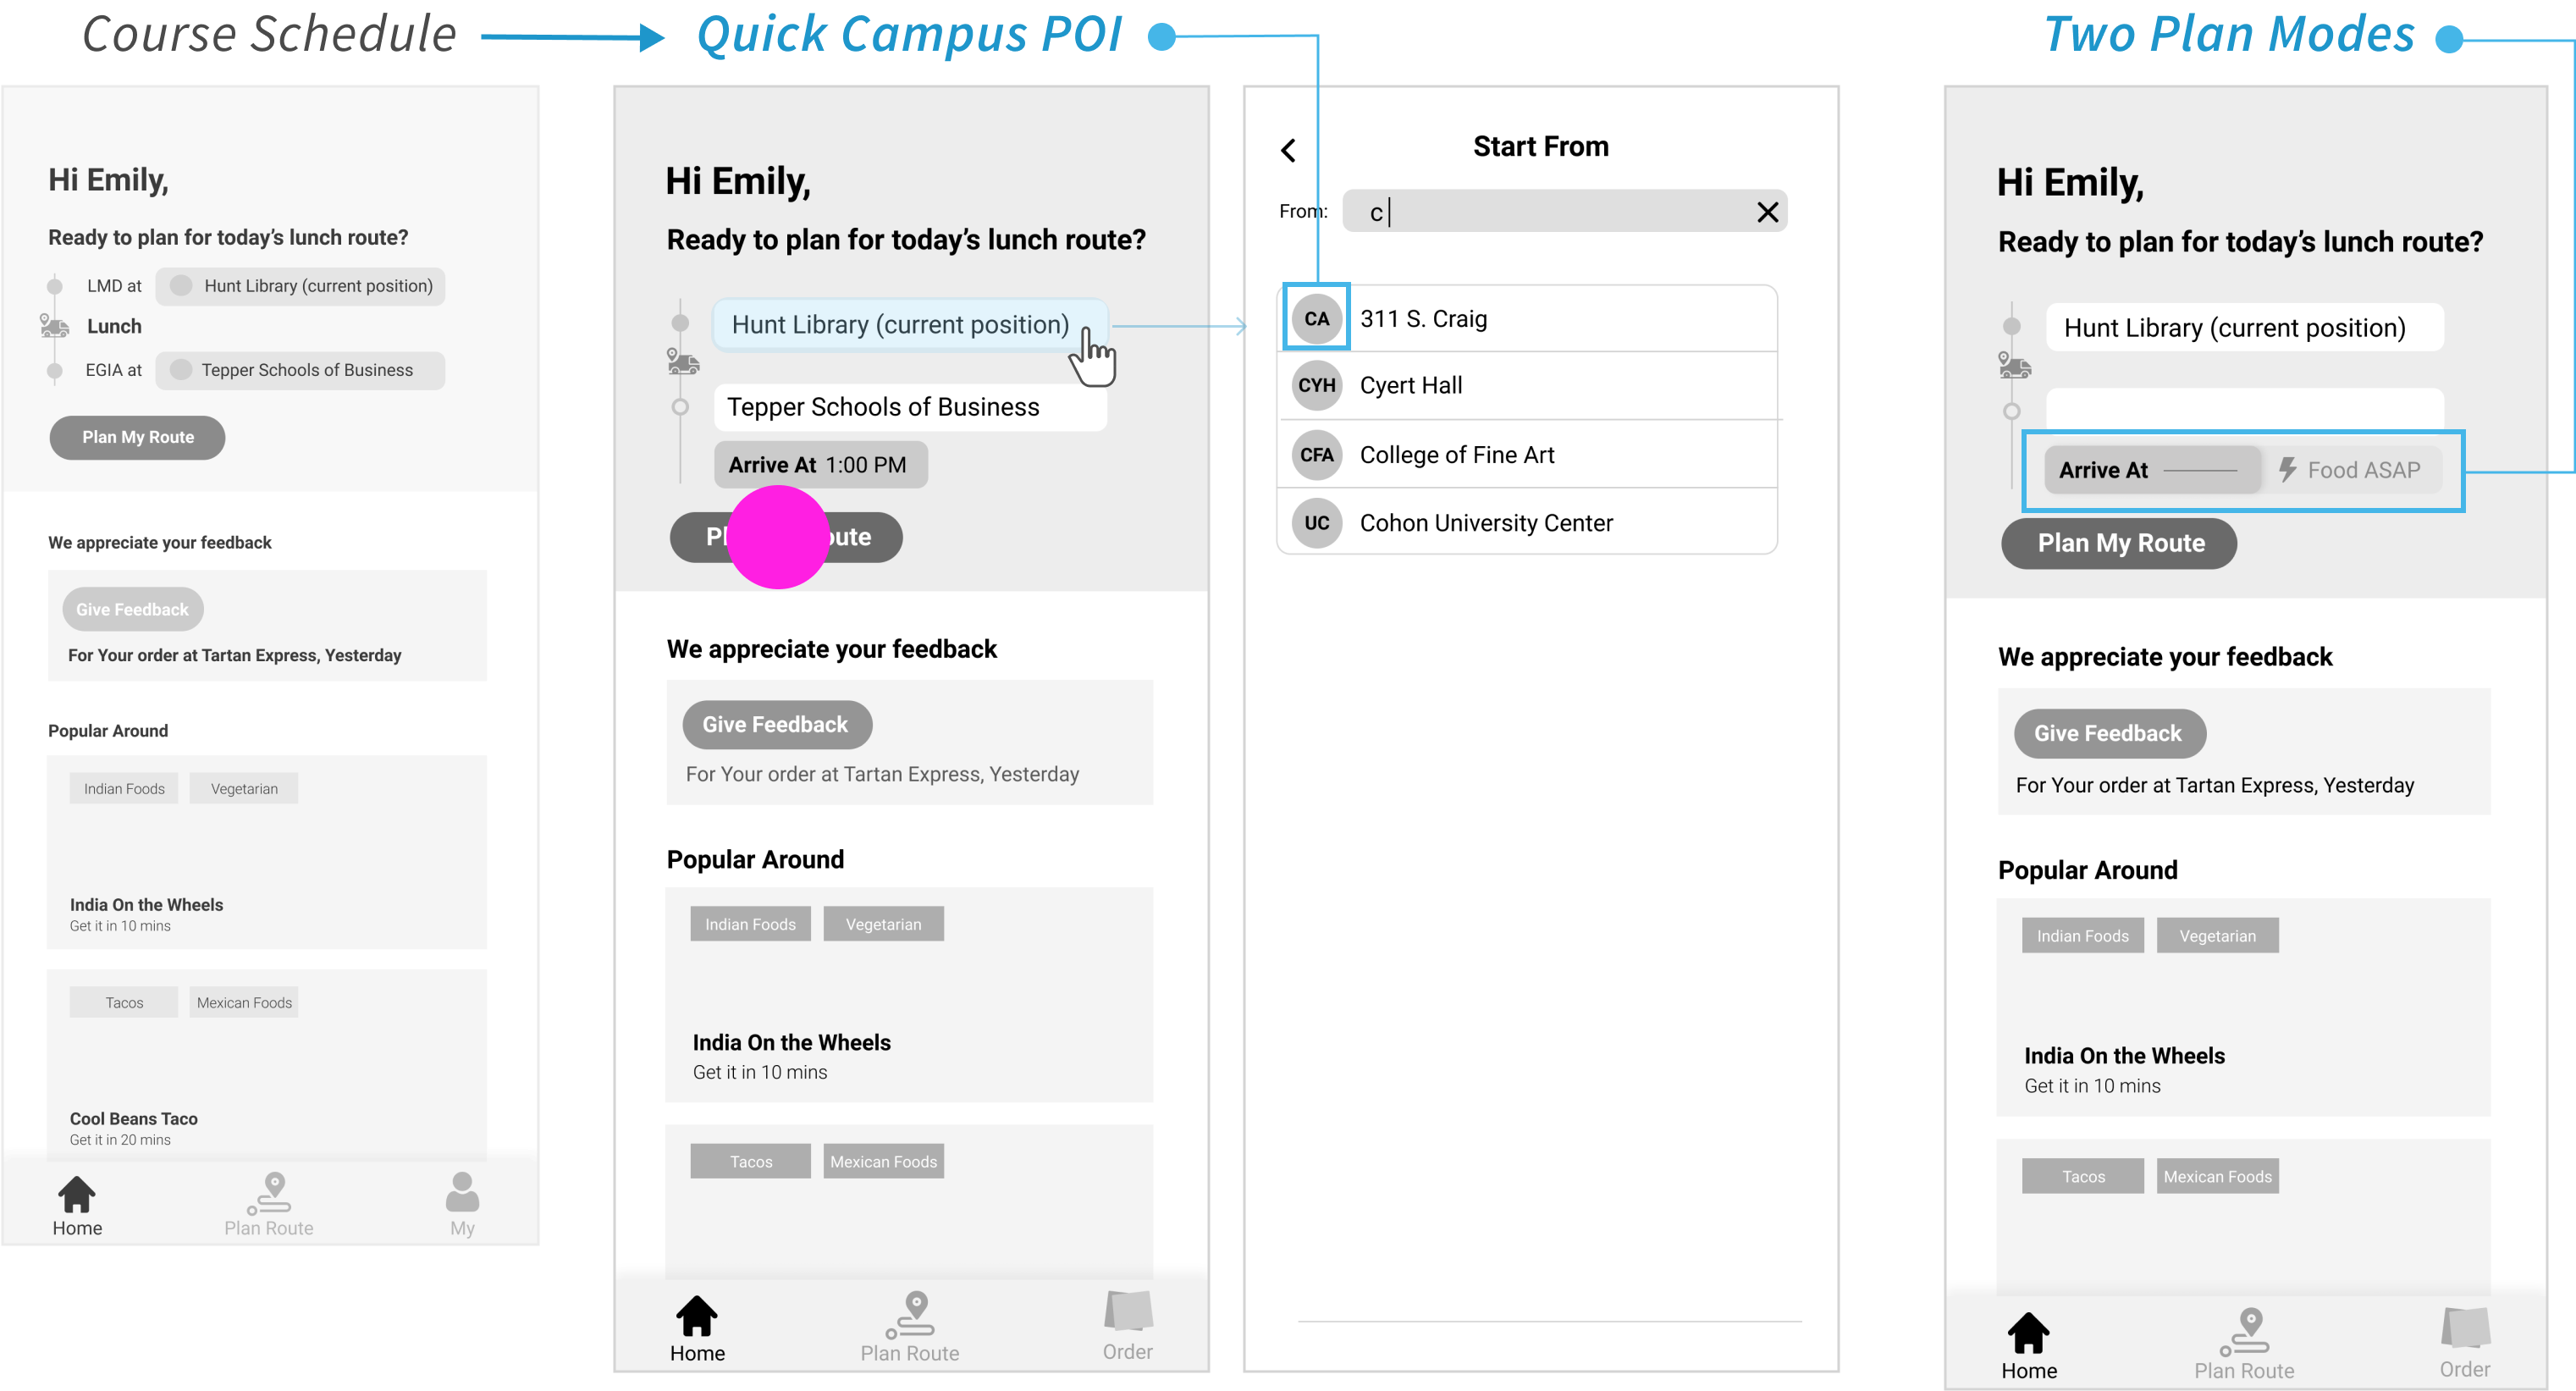 Course Schedule
Quick Campus POI
Two Plan Modes
Hi Emily,
Ready to plan for today's lunch route?
LMD at Hunt Library (current position)
Lunch
EGIA at Tepper Schools of Business
Plan My Route
We appreciate your feedback
Give Feedback
For Your order at Tartan Express, Yesterday
Popular Around
Indian Foods Vegetarian
India On the Wheels
Get it in 10 mins
Tacos Mexican Foods
Cool Beans Taco
Get it in 20 mins
Home Plan Route My
Hi Emily,
Ready to plan for today's lunch route?
Hunt Library (current position)
Tepper Schools of Business
Arrive At 1:00 PM
We appreciate your feedback
Give Feedback
For Your order at Tartan Express, Yesterday
Popular Around
Indian Foods Vegetarian
India On the Wheels
Get it in 10 mins
Tacos Mexican Foods
Home Plan Route Order
Start From
From: c
CA 311 S. Craig
CYH Cyert Hall
CFA College of Fine Art
UC Cohon University Center
Hi Emily,
Ready to plan for today's lunch route?
Hunt Library (current position)
Arrive At Food ASAP
Plan My Route
We appreciate your feedback
Give Feedback
For Your order at Tartan Express, Yesterday
Popular Around
Indian Foods Vegetarian
India On the Wheels
Get it in 10 mins
Tacos Mexican Foods
Home Plan Route Order